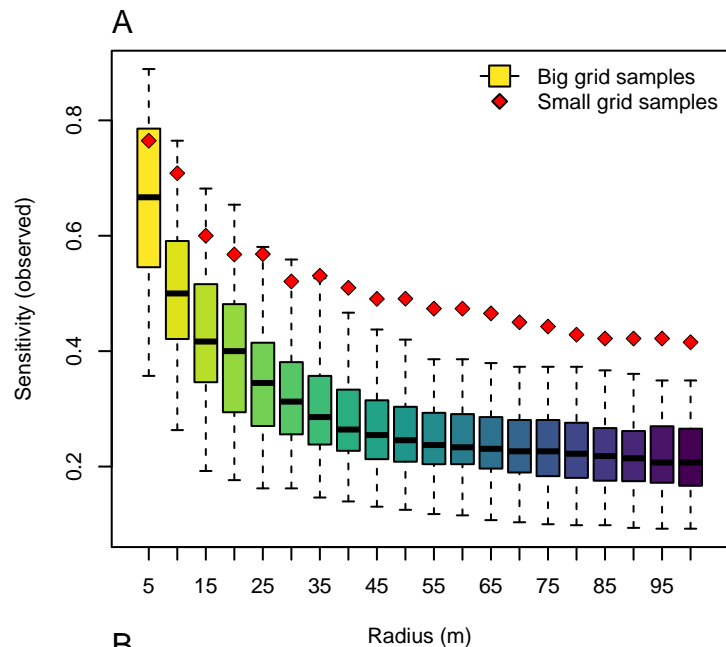 A
Big grid samples
Small grid samples
Sensitivity (observed)
0.8
0.6
0.4
0.2
5 15 25 35 45 55 65 75 85 95
Radius (m)
B